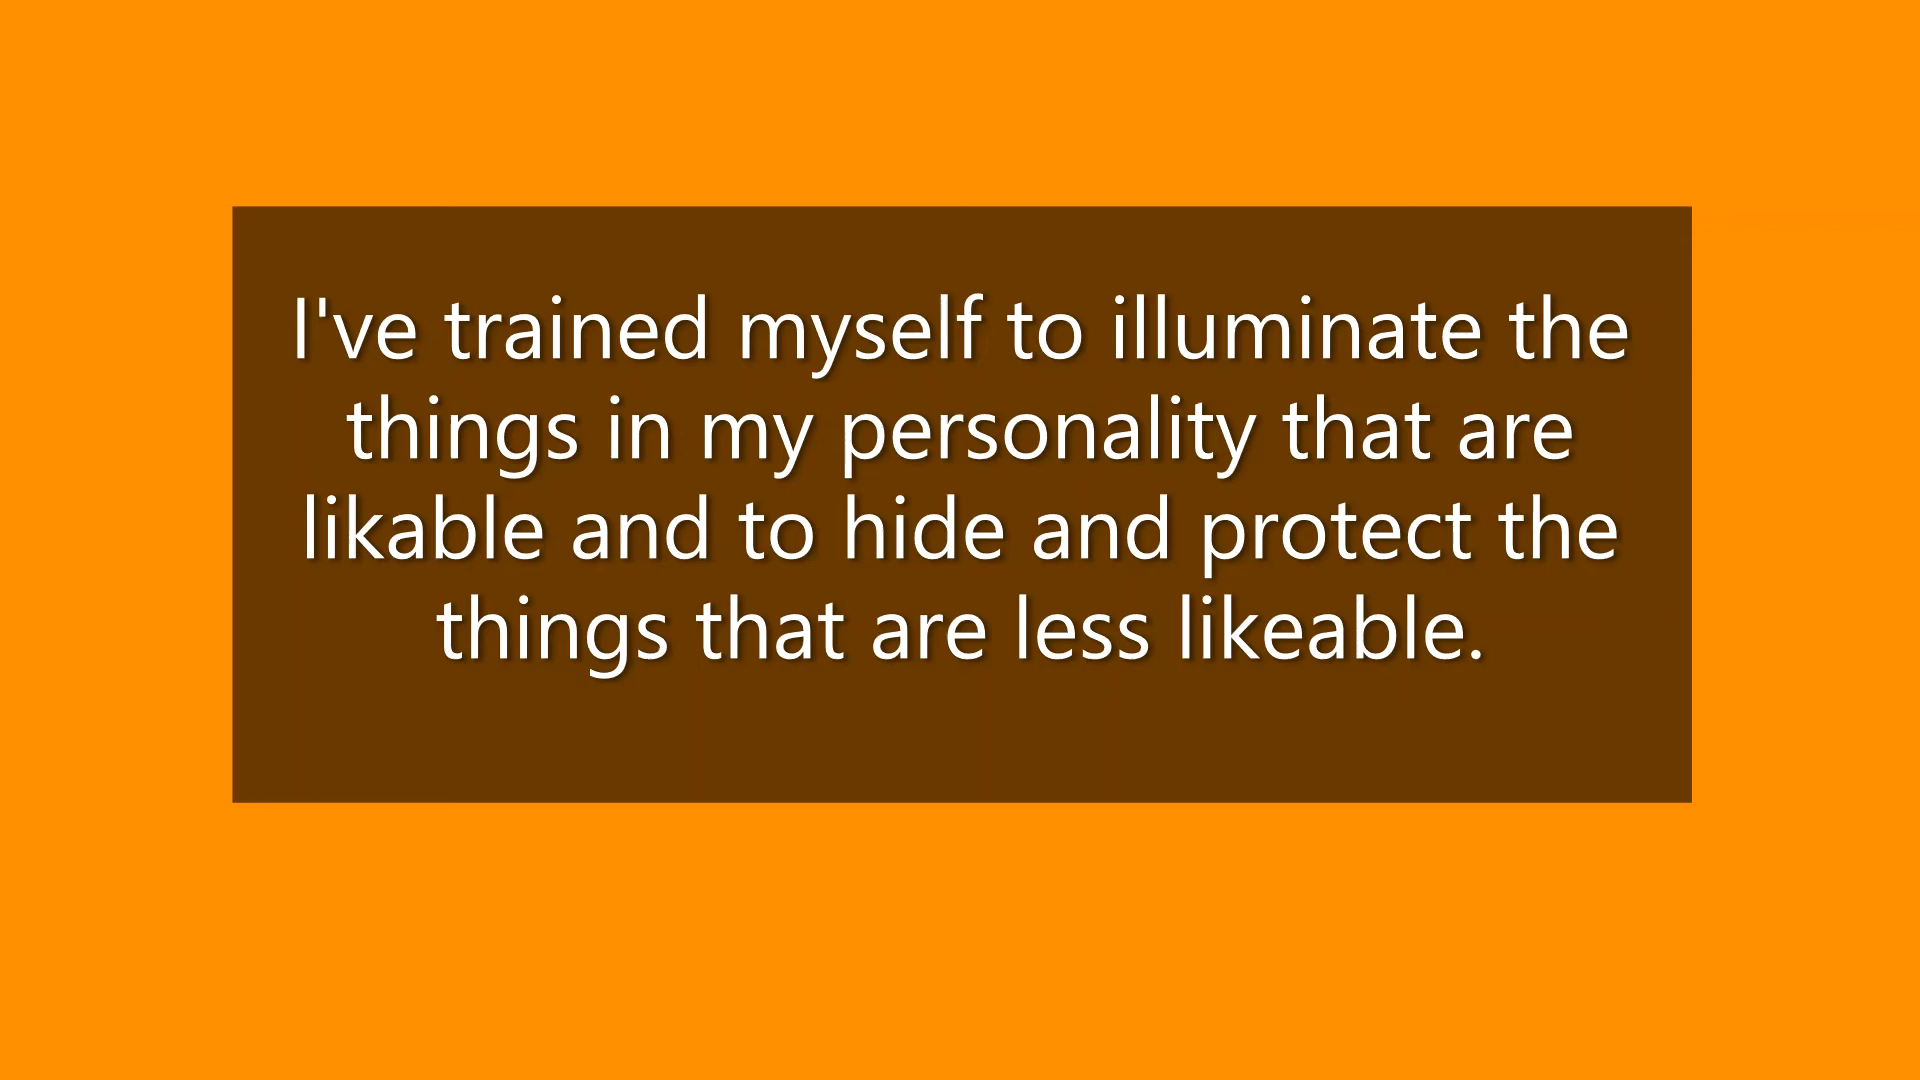 I've trained myself to illuminate the
things in my personality that are
likable and to hide and protect the
things that are less likeable.